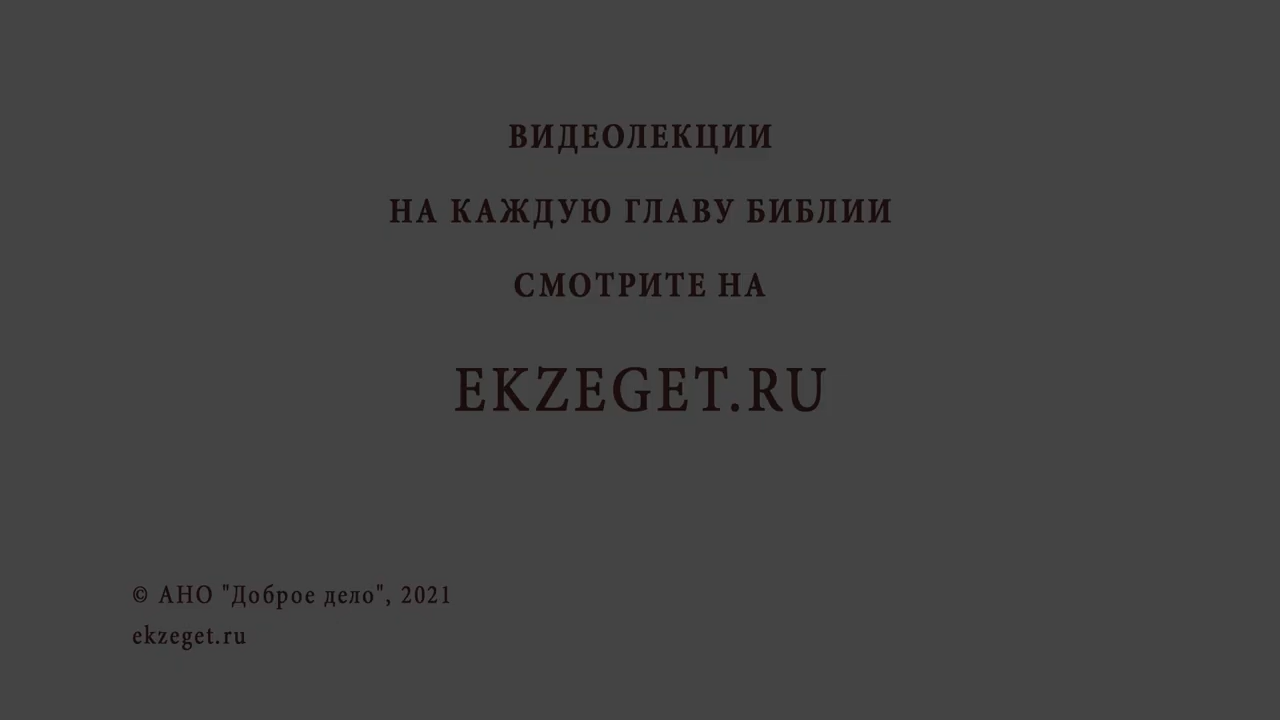 ВИДЕОЛЕКЦИИ
НА КАЖДУЮ ГЛАВУ БИБЛИИ
СМОТРИТЕ НА
EKZEGET.RU
© АНО "Доброе дело", 2021
ekzeget.ru